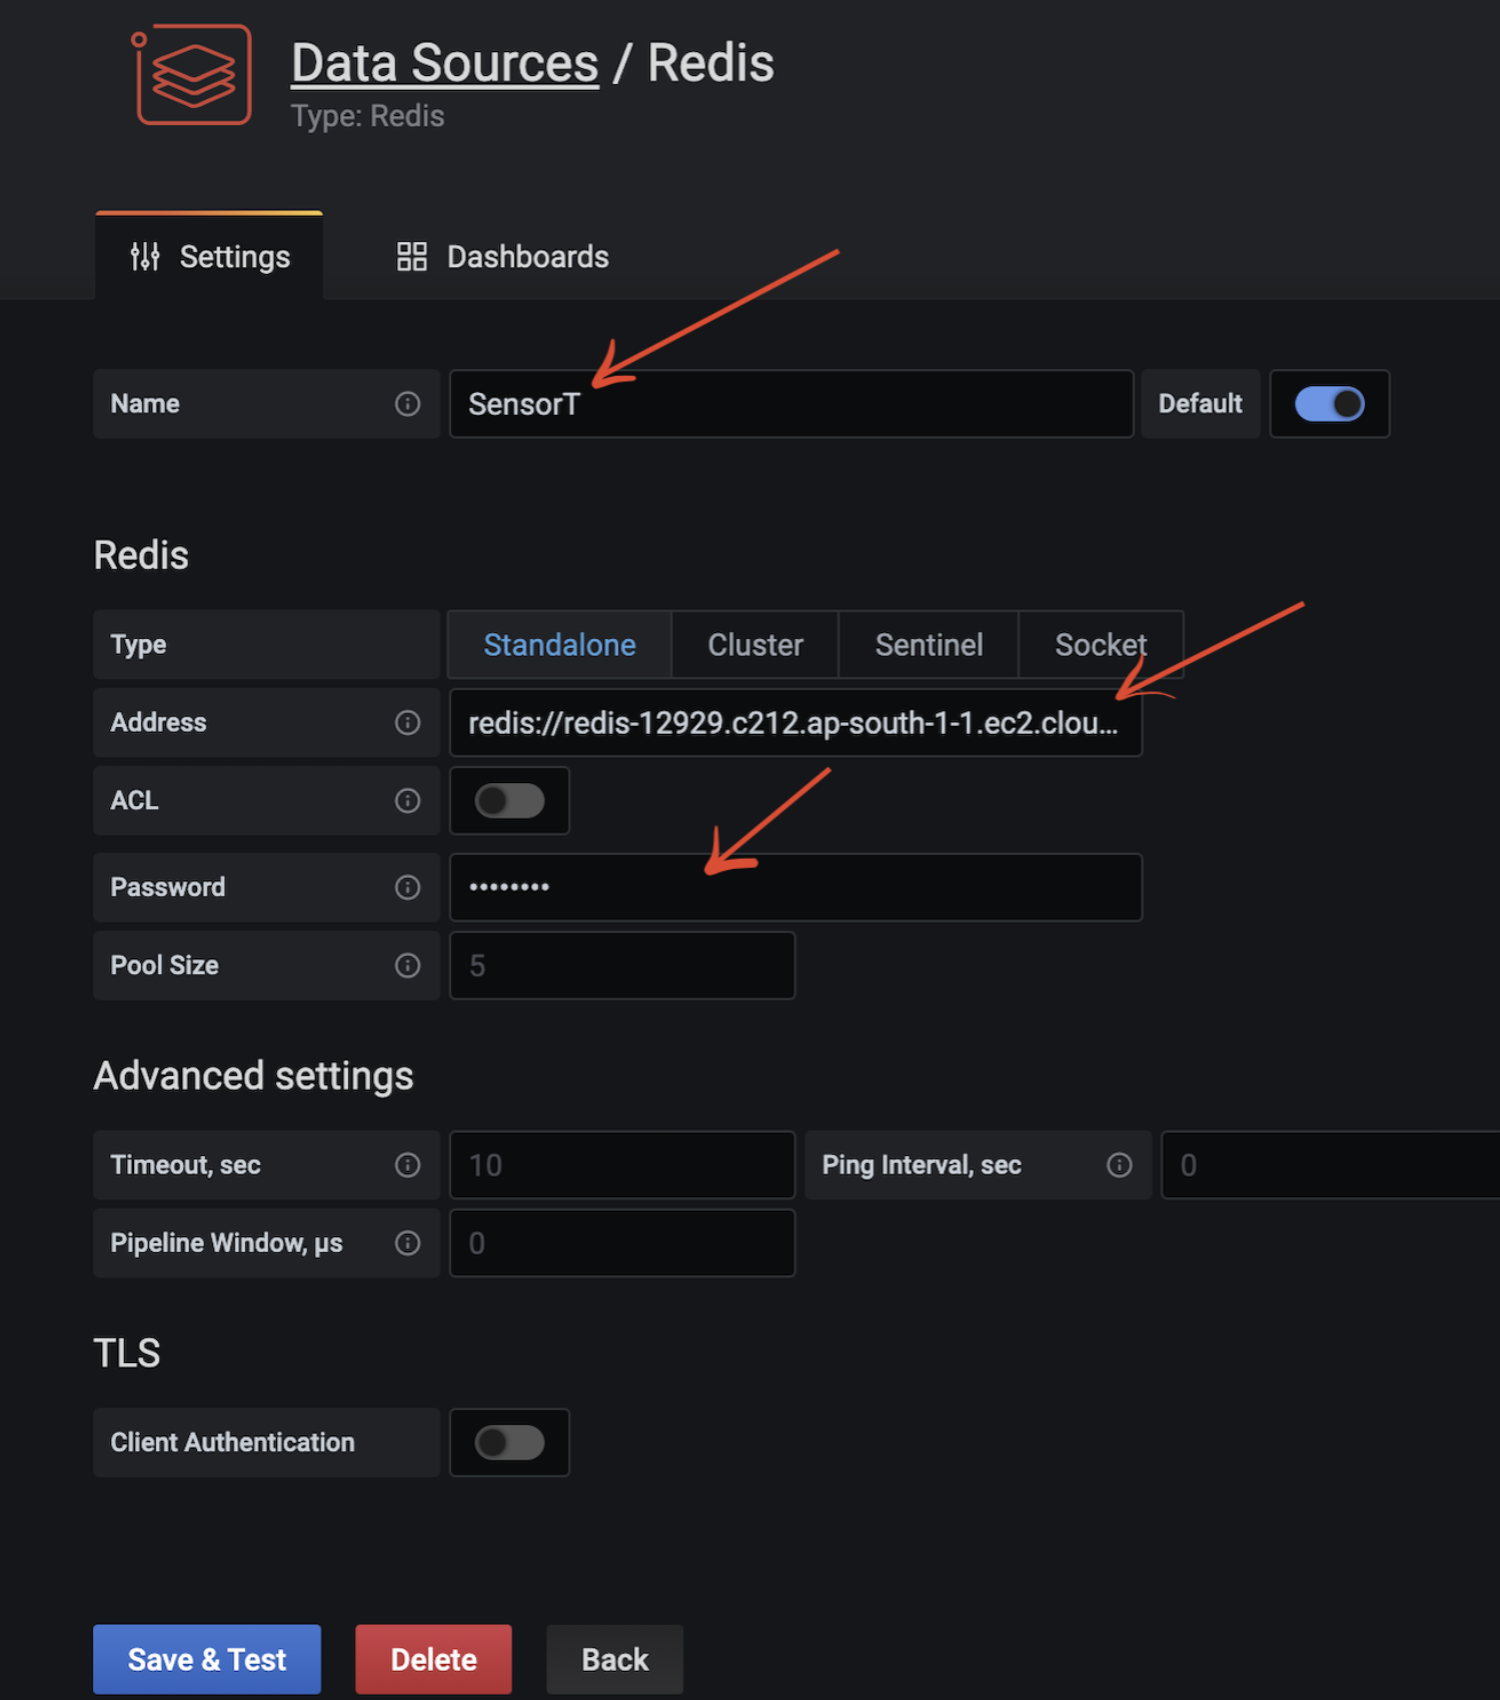 Data Sources / Redis
Type: Redis
Settings Dashboards
Name SensorT Default
Redis
Type Standalone Cluster Sentinel Socket
Address redis://redis-12929.c212.ap-south-1-1.ec2.clou...
ACL
Password ••••••••
Pool Size 5
Advanced settings
Timeout, sec 10 Ping Interval, sec 0
Pipeline Window, μs 0
TLS
Client Authentication
Save & Test Delete Back